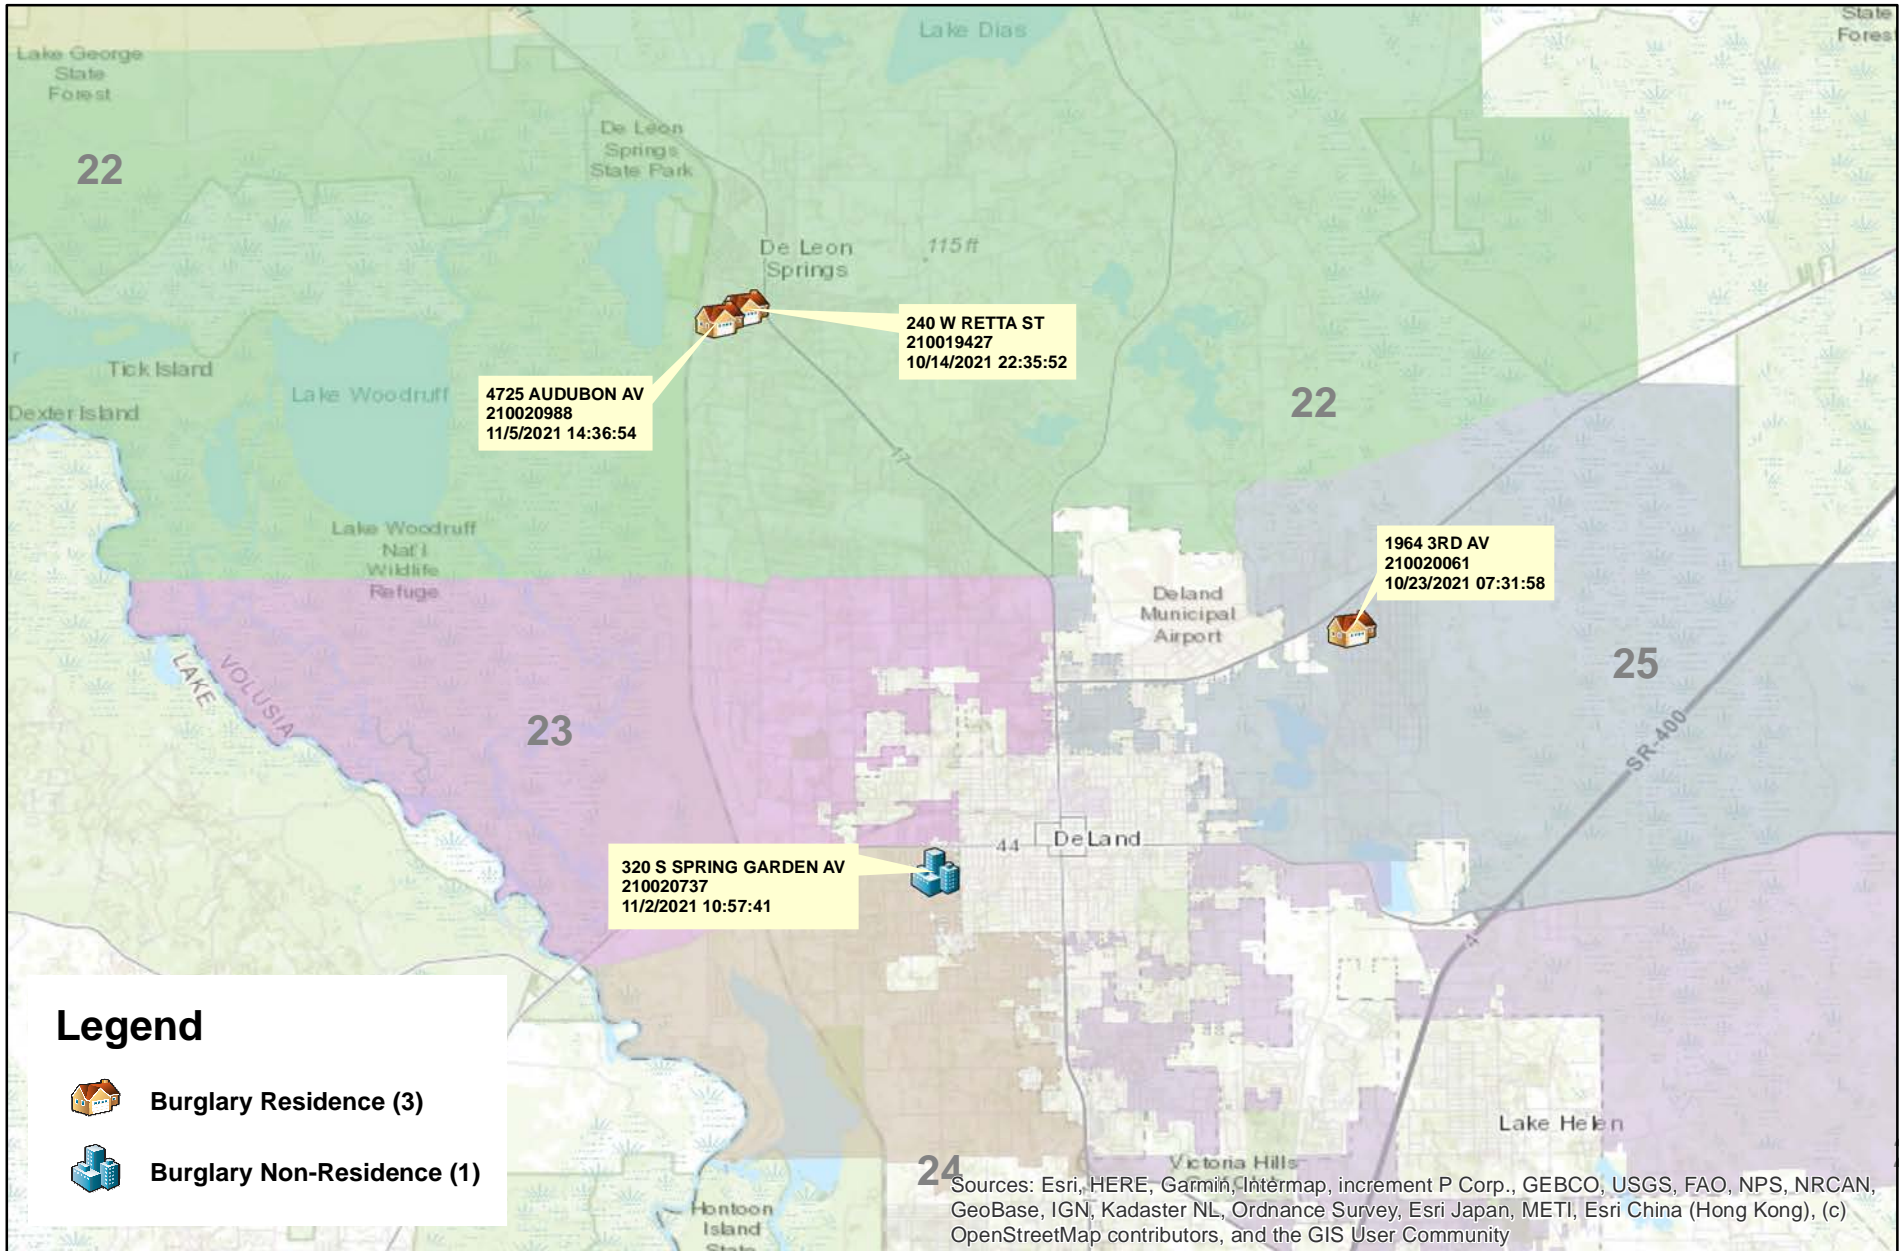 Lake Dias
State
Forest
Lake George
State
Forest
De Leon
Springs
State Park
22
De Leon
Springs
115 ft
240 W RETTA ST
210019427
10/14/2021 22:35:52
Tick Island
Lake Woodruff
4725 AUDUBON AV
210020988
11/5/2021 14:36:54
Dexter Island
22
17
Lake Woodruff
Nat'l
Wildlife
Refuge
1964 3RD AV
210020061
10/23/2021 07:31:58
Deland
Municipal
Airport
25
LAKE
VOLUSIA
23
SR-400
44
DeLand
320 S SPRING GARDEN AV
210020737
11/2/2021 10:57:41
4
Legend
Burglary Residence (3)
Burglary Non-Residence (1)
Lake Helen
24
Victoria Hills
Hontoon
Island
State
Sources: Esri, HERE, Garmin, Intermap, increment P Corp., GEBCO, USGS, FAO, NPS, NRCAN,
GeoBase, IGN, Kadaster NL, Ordnance Survey, Esri Japan, METI, Esri China (Hong Kong), (c)
OpenStreetMap contributors, and the GIS User Community